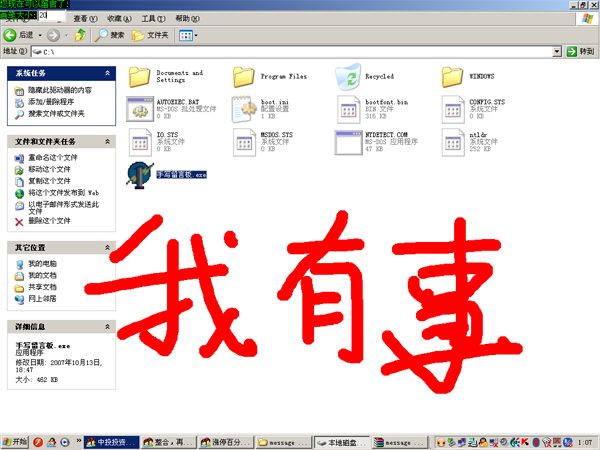 您现在可以留言了!
画笔大小: 20
查看(V) 收藏(A) 工具(T) 帮助(H)
后退 搜索 文件夹
地址(D) C:\ 转到
系统任务
隐藏此驱动器的内容
添加/删除程序
搜索文件或文件夹
文件和文件夹任务
重命名这个文件
移动这个文件
复制这个文件
将这个文件发布到 Web
以电子邮件形式发送此
文件
删除这个文件
其它位置
我的电脑
我的文档
共享文档
网上邻居
详细信息
手写留言板.exe
应用程序
修改日期: 2007年10月13日,
18:47
大小: 462 KB
Documents and
Settings
Program Files
Recycled
WINDOWS
AUTOEXEC.BAT
MS-DOS 批处理文件
0 KB
boot.ini
配置设置
1 KB
bootfont.bin
BIN 文件
316 KB
CONFIG.SYS
系统文件
0 KB
IO.SYS
系统文件
0 KB
MSDOS.SYS
系统文件
0 KB
NTDETECT.COM
MS-DOS 应用程序
47 KB
ntldr
系统文件
252 KB
手写留言板.exe
我有事
开始 中投投资... 整合，再... 涨停百分... message ... 本地磁盘... message ... 1:07